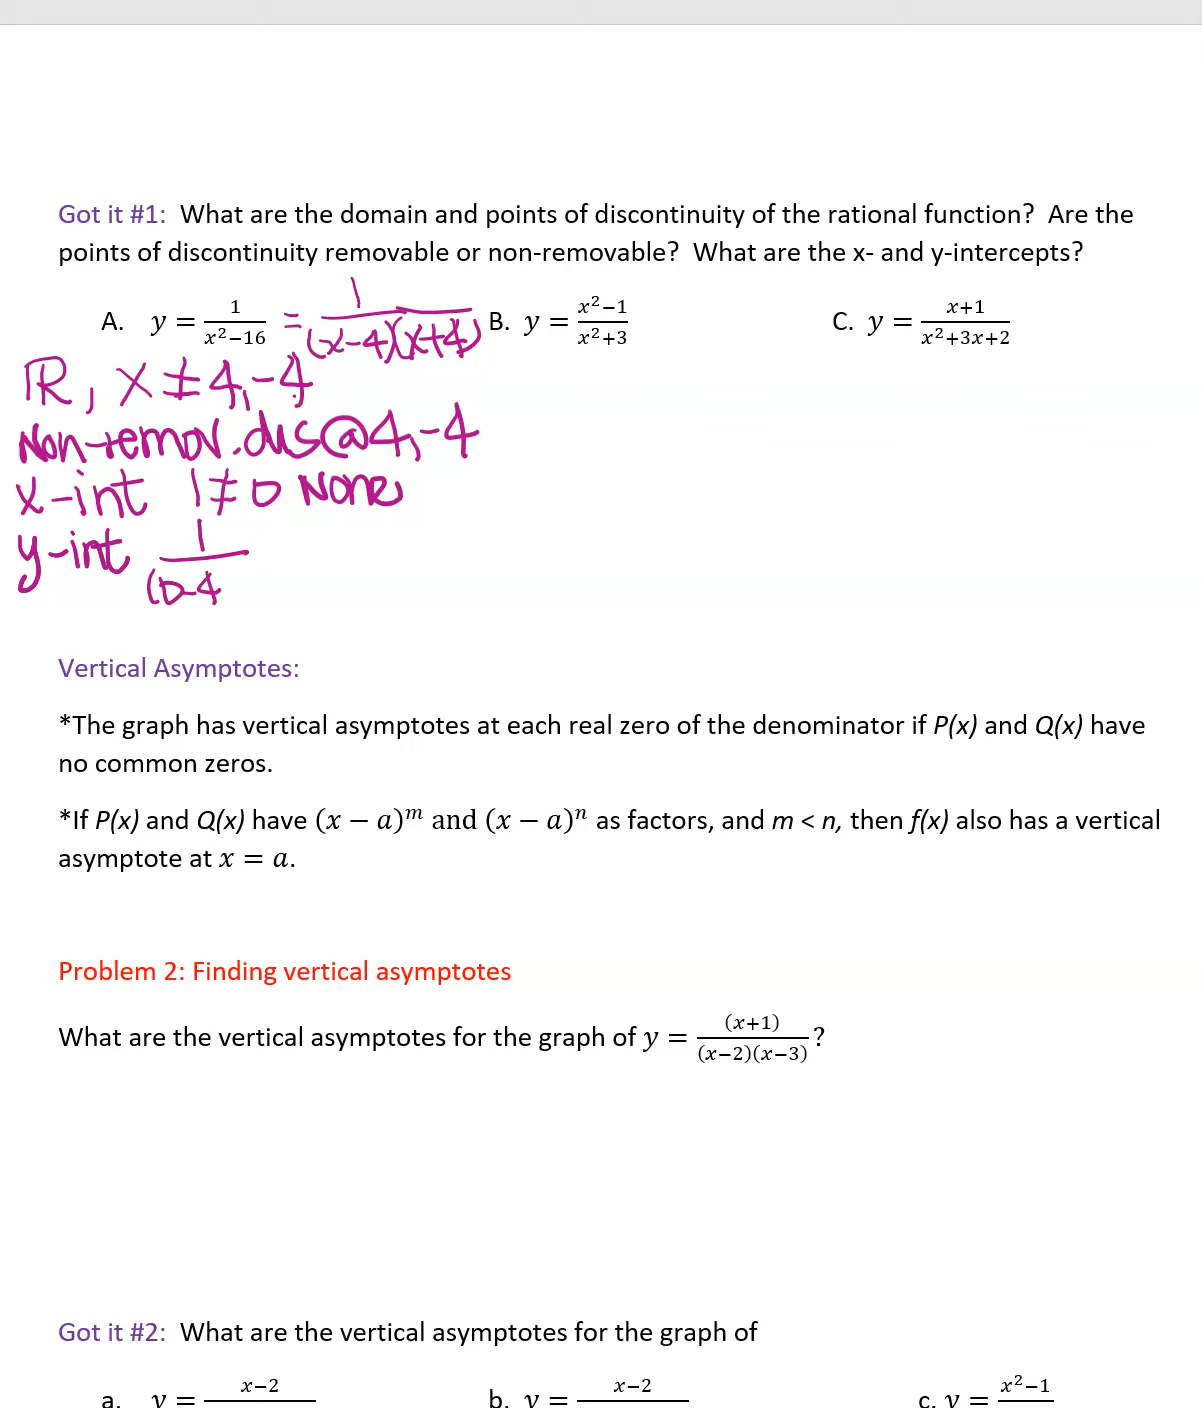 Got it #1: What are the domain and points of discontinuity of the rational function? Are the
points of discontinuity removable or non-removable? What are the x- and y-intercepts?
A. y = 1/(x²−16) = 1/((x-4)(x+4)) B. y = (x²−1)/(x²+3) C. y = (x+1)/(x²+3x+2)
ℝ, x ≠ 4, -4
Non-remov. dis @ 4, -4
x-int 1 ≠ 0 None
y-int 1/(0-4
Vertical Asymptotes:
*The graph has vertical asymptotes at each real zero of the denominator if P(x) and Q(x) have
no common zeros.
*If P(x) and Q(x) have (x − a)ᵐ and (x − a)ⁿ as factors, and m < n, then f(x) also has a vertical
asymptote at x = a.
Problem 2: Finding vertical asymptotes
What are the vertical asymptotes for the graph of y = (x+1)/((x−2)(x−3))?
Got it #2: What are the vertical asymptotes for the graph of
a. y = x−2 b. y = x−2 c. y = x²−1